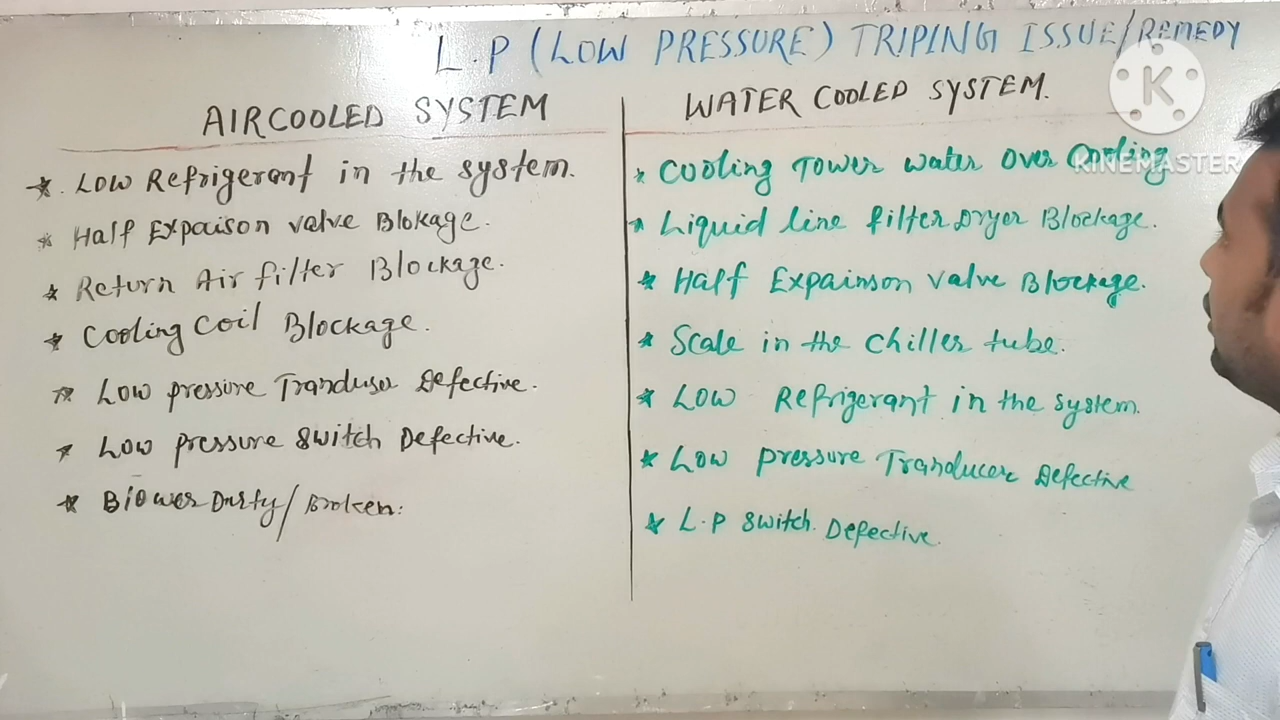 L.P (LOW PRESSURE) TRIPING ISSUE/REMEDY
AIRCOOLED SYSTEM
★. Low Refrigerant in the system.
★ Half Expaison valve Blokage.
★ Return Air filter Blockage.
★ Cooling Coil Blockage.
★ Low pressure Tranduser Defective.
★ Low pressure Switch Defective.
★ Blower Dusty/Broken:
WATER COOLED SYSTEM.
★ Cooling Tower water over Cooling
★ Liquid line filter Dryer Blockage.
★ Half Expainson valve Blockage.
★ Scale in the chiller tube.
★ Low Refrigerant in the system.
★ Low pressure Tranducer Defective
★ L.P Switch. Defective.
K
KINEMASTER